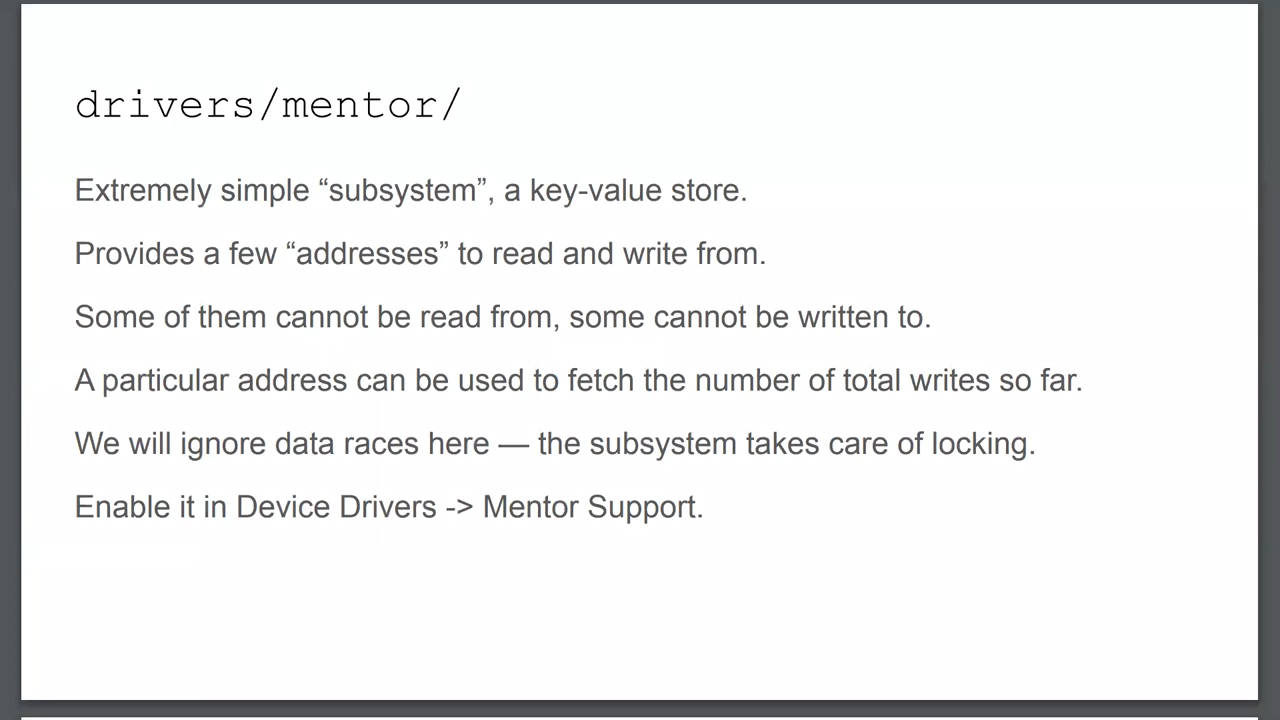 drivers/mentor/
Extremely simple “subsystem”, a key-value store.
Provides a few “addresses” to read and write from.
Some of them cannot be read from, some cannot be written to.
A particular address can be used to fetch the number of total writes so far.
We will ignore data races here — the subsystem takes care of locking.
Enable it in Device Drivers -> Mentor Support.